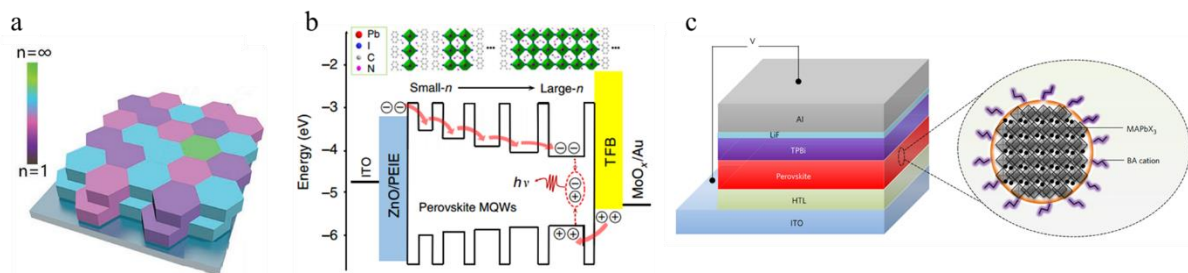 a
n=∞
n=1
b
Pb
I
C
N
Small-n
Large-n
Energy (eV)
−2
−3
−4
−5
−6
ITO
ZnO/PEIE
hν
Perovskite MQWs
TFB
MoOx/Au
c
V
Al
LiF
TPBi
Perovskite
HTL
ITO
MAPbX3
BA cation